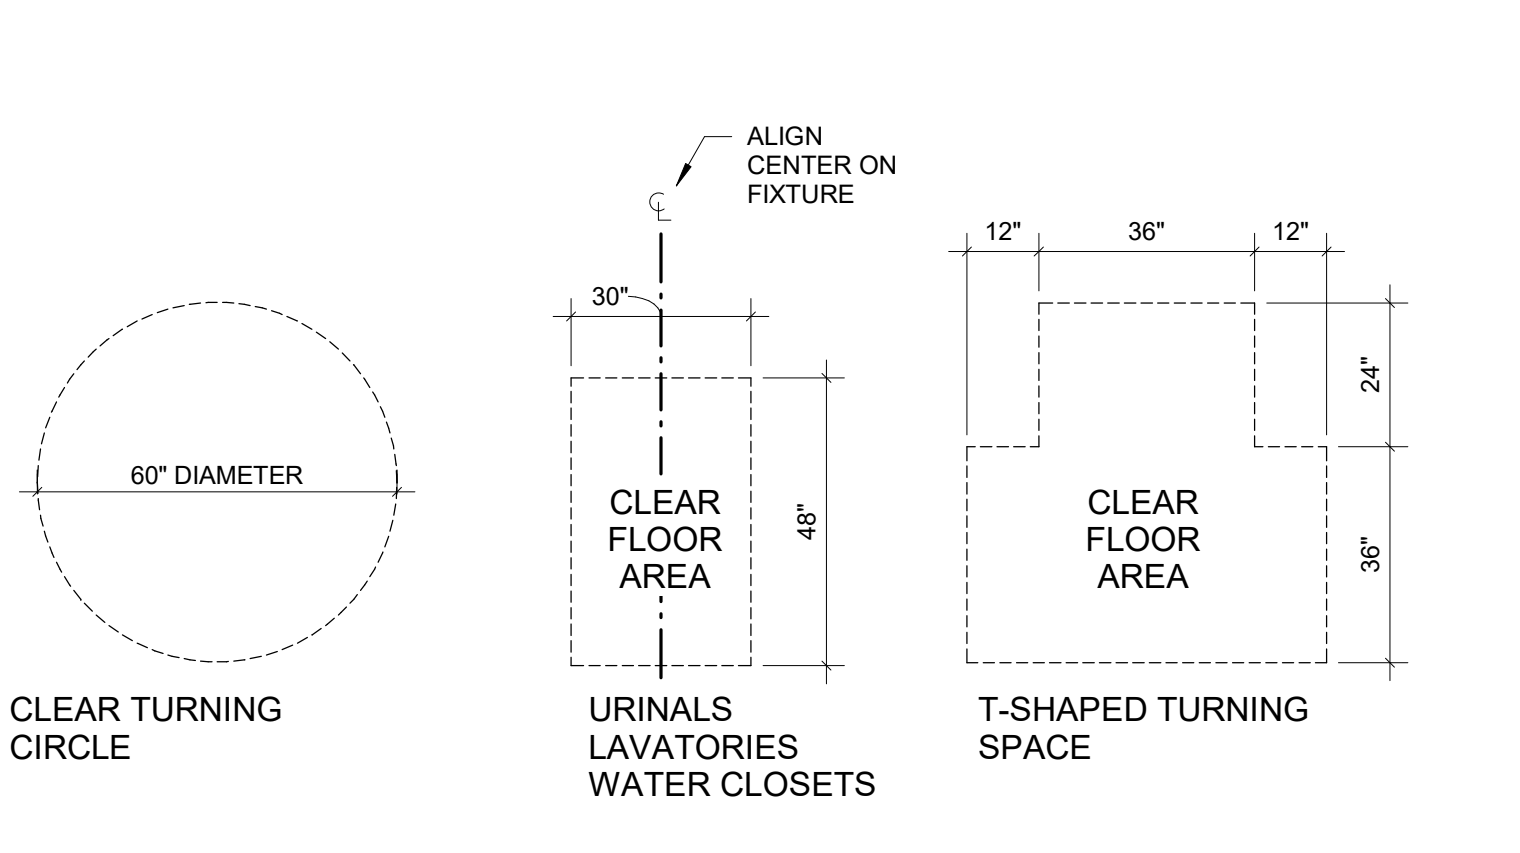 60" DIAMETER
CLEAR TURNING
CIRCLE
ALIGN
CENTER ON
FIXTURE
CL
30"
48"
CLEAR
FLOOR
AREA
URINALS
LAVATORIES
WATER CLOSETS
12"
36"
12"
24"
36"
CLEAR
FLOOR
AREA
T-SHAPED TURNING
SPACE